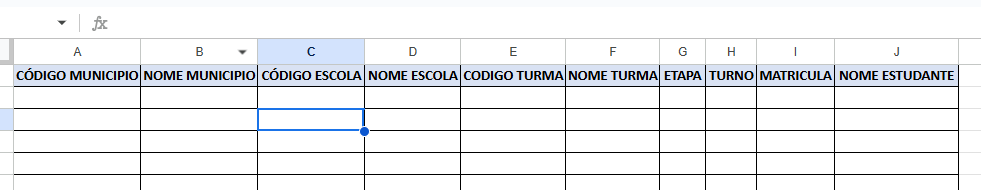 fx
A B C D E F G H I J
CÓDIGO MUNICIPIO NOME MUNICIPIO CÓDIGO ESCOLA NOME ESCOLA CODIGO TURMA NOME TURMA ETAPA TURNO MATRICULA NOME ESTUDANTE